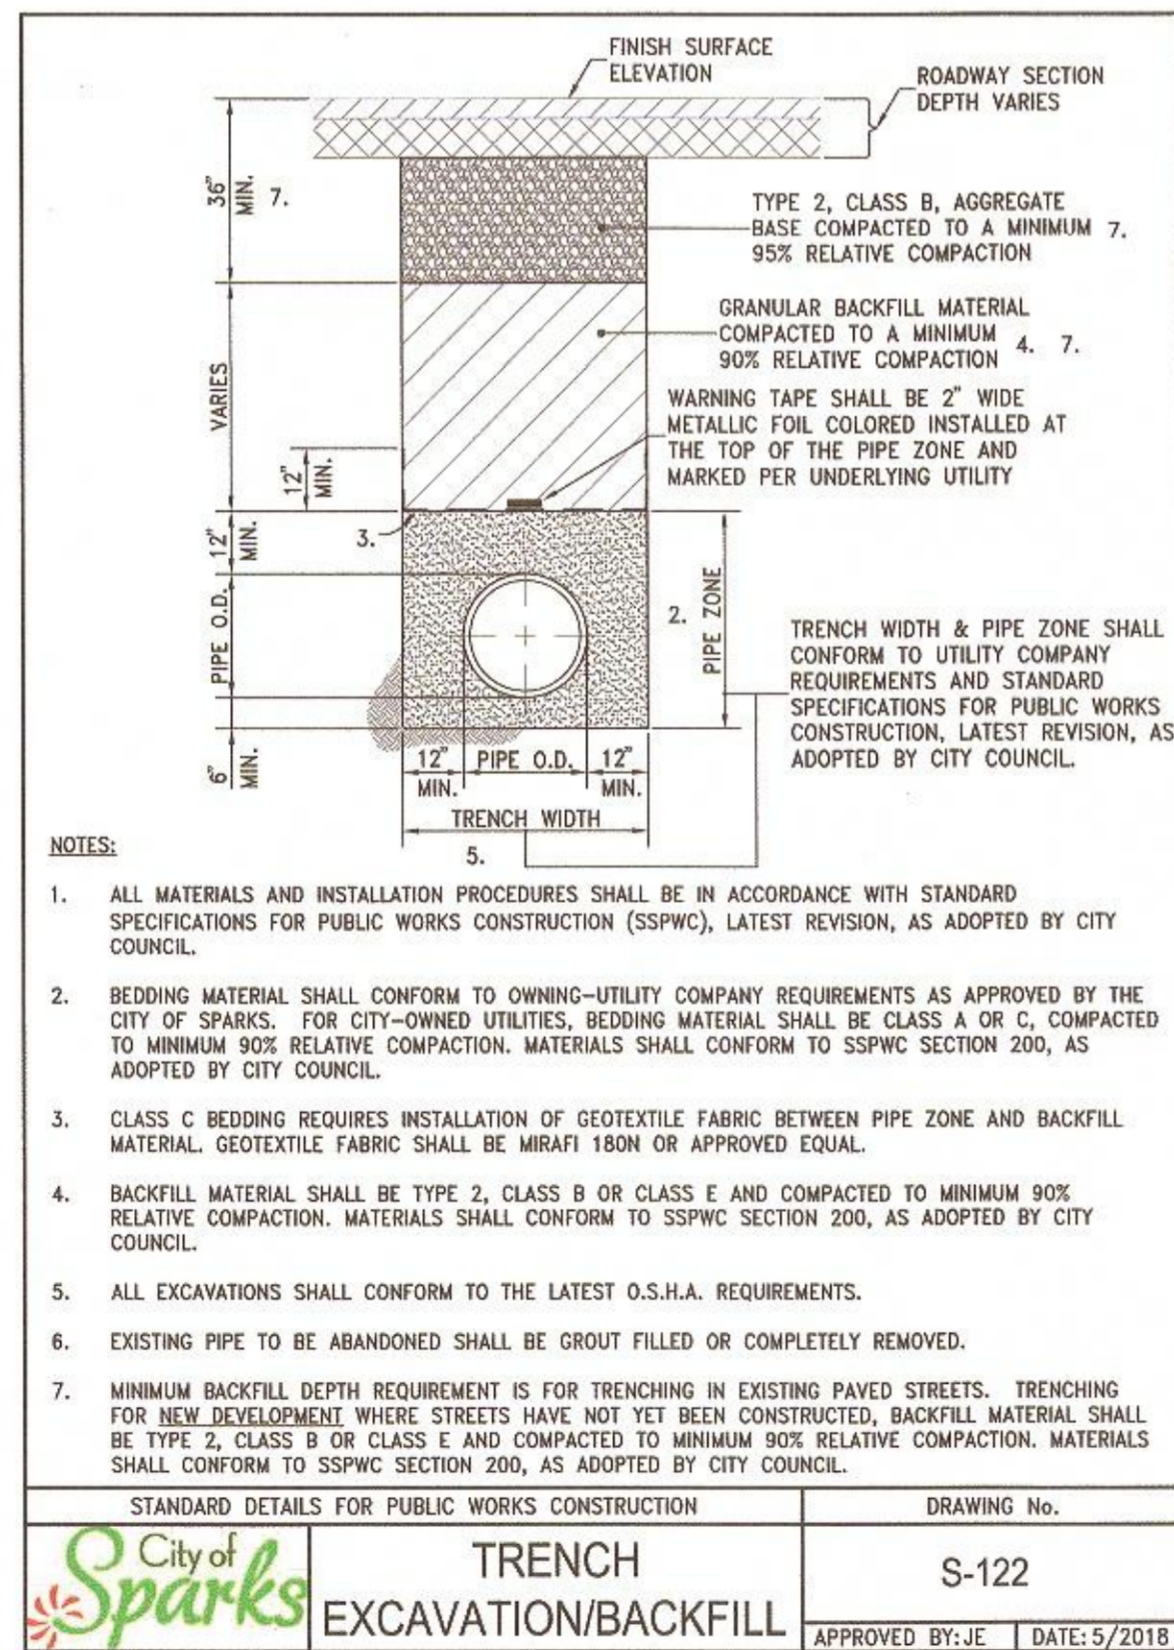 FINISH SURFACE
ELEVATION
ROADWAY SECTION
DEPTH VARIES
36"
MIN.
7.
TYPE 2, CLASS B, AGGREGATE
BASE COMPACTED TO A MINIMUM 7.
95% RELATIVE COMPACTION
GRANULAR BACKFILL MATERIAL
COMPACTED TO A MINIMUM
90% RELATIVE COMPACTION 4. 7.
VARIES
WARNING TAPE SHALL BE 2" WIDE
METALLIC FOIL COLORED INSTALLED AT
THE TOP OF THE PIPE ZONE AND
MARKED PER UNDERLYING UTILITY
12"
MIN.
12"
MIN.
3.
PIPE O.D.
2.
PIPE ZONE
TRENCH WIDTH & PIPE ZONE SHALL
CONFORM TO UTILITY COMPANY
REQUIREMENTS AND STANDARD
SPECIFICATIONS FOR PUBLIC WORKS
CONSTRUCTION, LATEST REVISION, AS
ADOPTED BY CITY COUNCIL.
6"
MIN.
12" PIPE O.D. 12"
MIN. MIN.
TRENCH WIDTH
5.
NOTES:
1. ALL MATERIALS AND INSTALLATION PROCEDURES SHALL BE IN ACCORDANCE WITH STANDARD
SPECIFICATIONS FOR PUBLIC WORKS CONSTRUCTION (SSPWC), LATEST REVISION, AS ADOPTED BY CITY
COUNCIL.
2. BEDDING MATERIAL SHALL CONFORM TO OWNING-UTILITY COMPANY REQUIREMENTS AS APPROVED BY THE
CITY OF SPARKS. FOR CITY-OWNED UTILITIES, BEDDING MATERIAL SHALL BE CLASS A OR C, COMPACTED
TO MINIMUM 90% RELATIVE COMPACTION. MATERIALS SHALL CONFORM TO SSPWC SECTION 200, AS
ADOPTED BY CITY COUNCIL.
3. CLASS C BEDDING REQUIRES INSTALLATION OF GEOTEXTILE FABRIC BETWEEN PIPE ZONE AND BACKFILL
MATERIAL. GEOTEXTILE FABRIC SHALL BE MIRAFI 180N OR APPROVED EQUAL.
4. BACKFILL MATERIAL SHALL BE TYPE 2, CLASS B OR CLASS E AND COMPACTED TO MINIMUM 90%
RELATIVE COMPACTION. MATERIALS SHALL CONFORM TO SSPWC SECTION 200, AS ADOPTED BY CITY
COUNCIL.
5. ALL EXCAVATIONS SHALL CONFORM TO THE LATEST O.S.H.A. REQUIREMENTS.
6. EXISTING PIPE TO BE ABANDONED SHALL BE GROUT FILLED OR COMPLETELY REMOVED.
7. MINIMUM BACKFILL DEPTH REQUIREMENT IS FOR TRENCHING IN EXISTING PAVED STREETS. TRENCHING
FOR NEW DEVELOPMENT WHERE STREETS HAVE NOT YET BEEN CONSTRUCTED, BACKFILL MATERIAL SHALL
BE TYPE 2, CLASS B OR CLASS E AND COMPACTED TO MINIMUM 90% RELATIVE COMPACTION. MATERIALS
SHALL CONFORM TO SSPWC SECTION 200, AS ADOPTED BY CITY COUNCIL.
STANDARD DETAILS FOR PUBLIC WORKS CONSTRUCTION
DRAWING No.
City of
Sparks
TRENCH
EXCAVATION/BACKFILL
S-122
APPROVED BY: JE
DATE: 5/2018